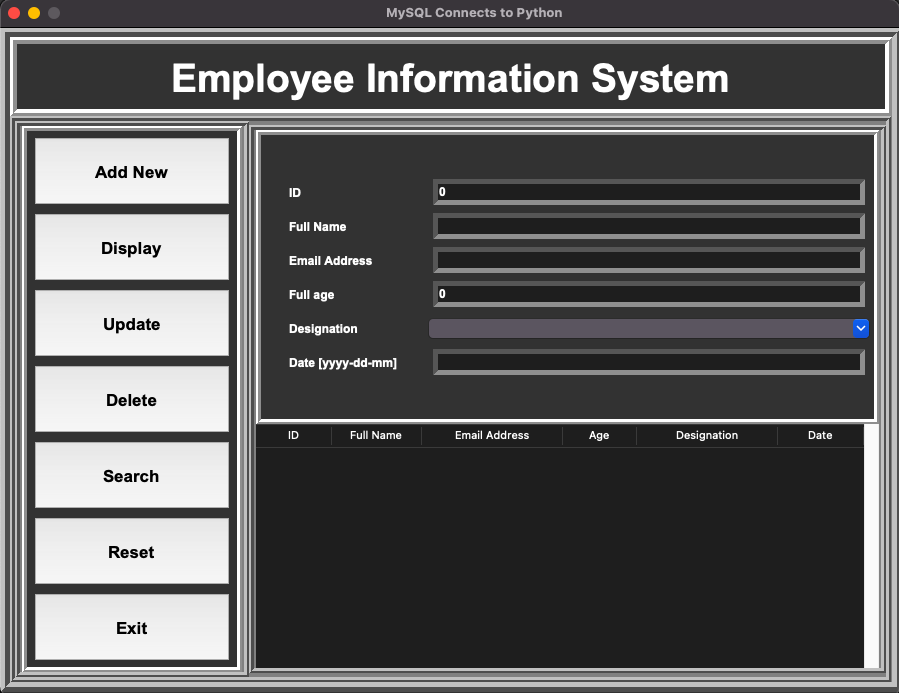 MySQL Connects to Python
Employee Information System
Add New
Display
Update
Delete
Search
Reset
Exit
ID 0
Full Name
Email Address
Full age 0
Designation
Date [yyyy-dd-mm]
ID Full Name Email Address Age Designation Date